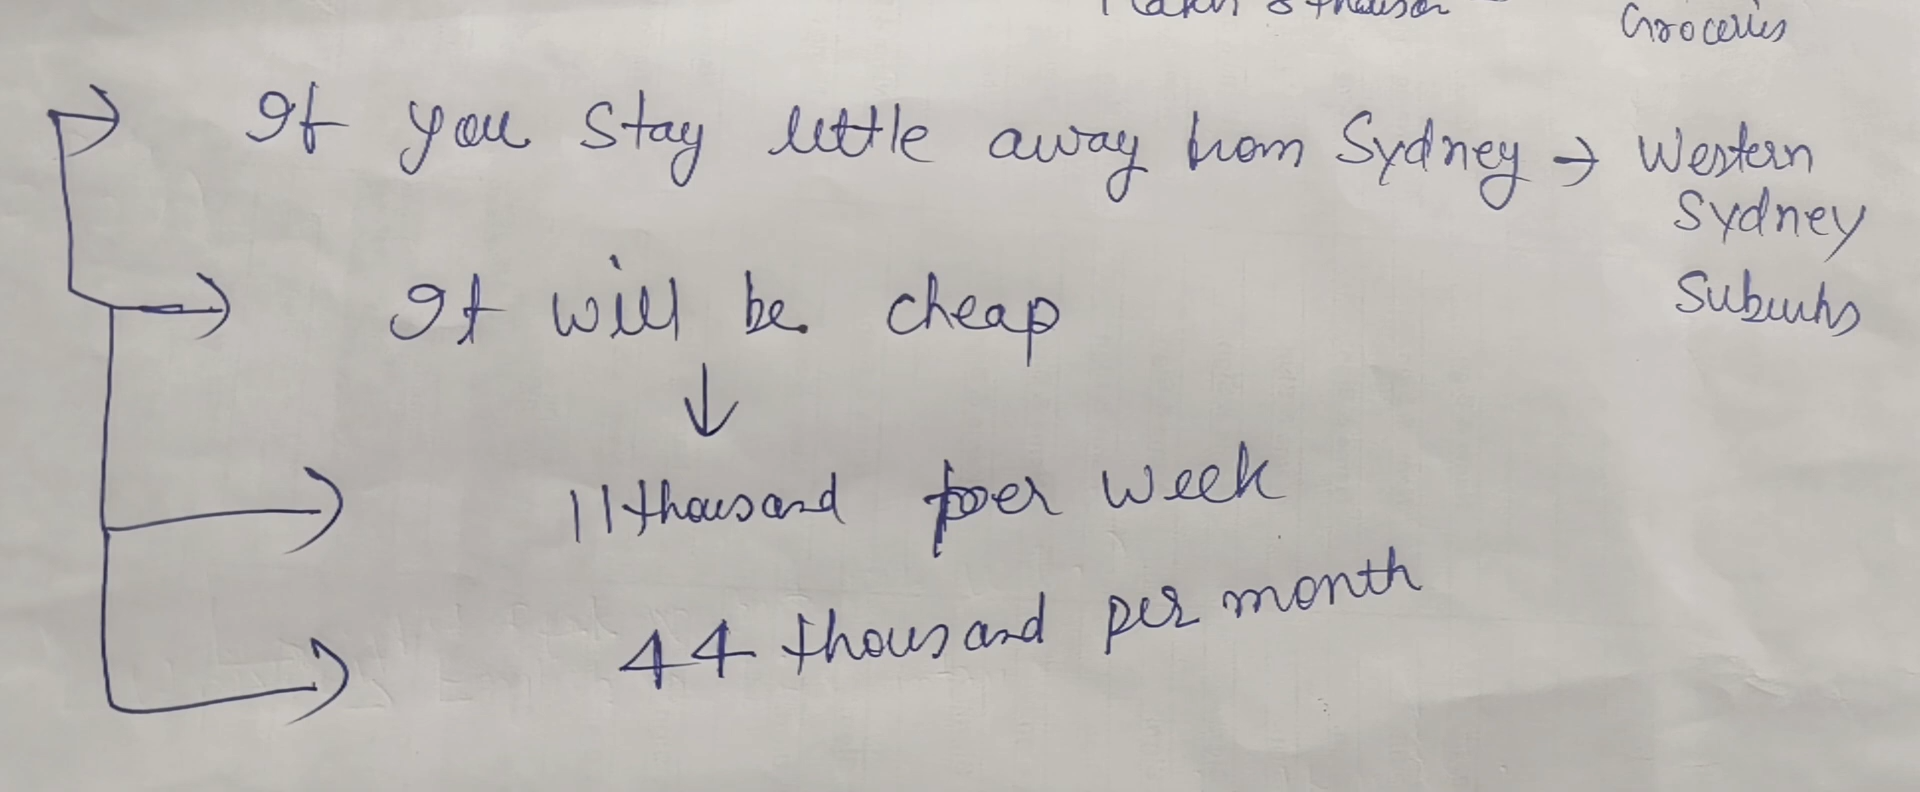 Groceries
If you stay little away from Sydney → Western
Sydney
Suburbs
It will be cheap
↓
11 thousand per week
44 thousand per month